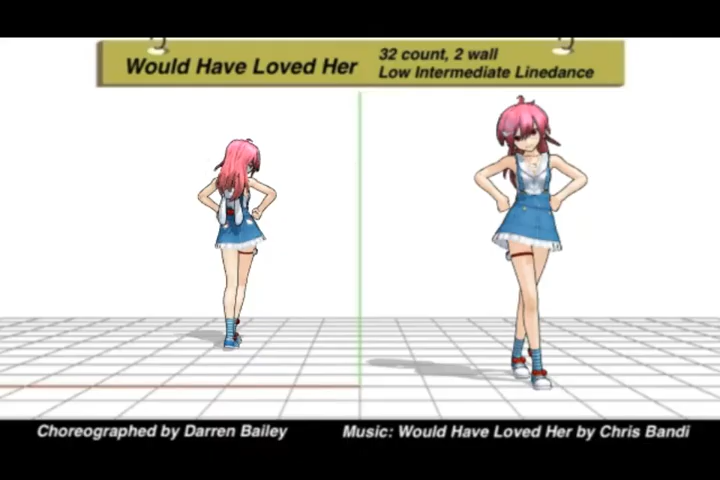 Would Have Loved Her
32 count, 2 wall
Low Intermediate Linedance
Choreographed by Darren Bailey
Music: Would Have Loved Her by Chris Bandi